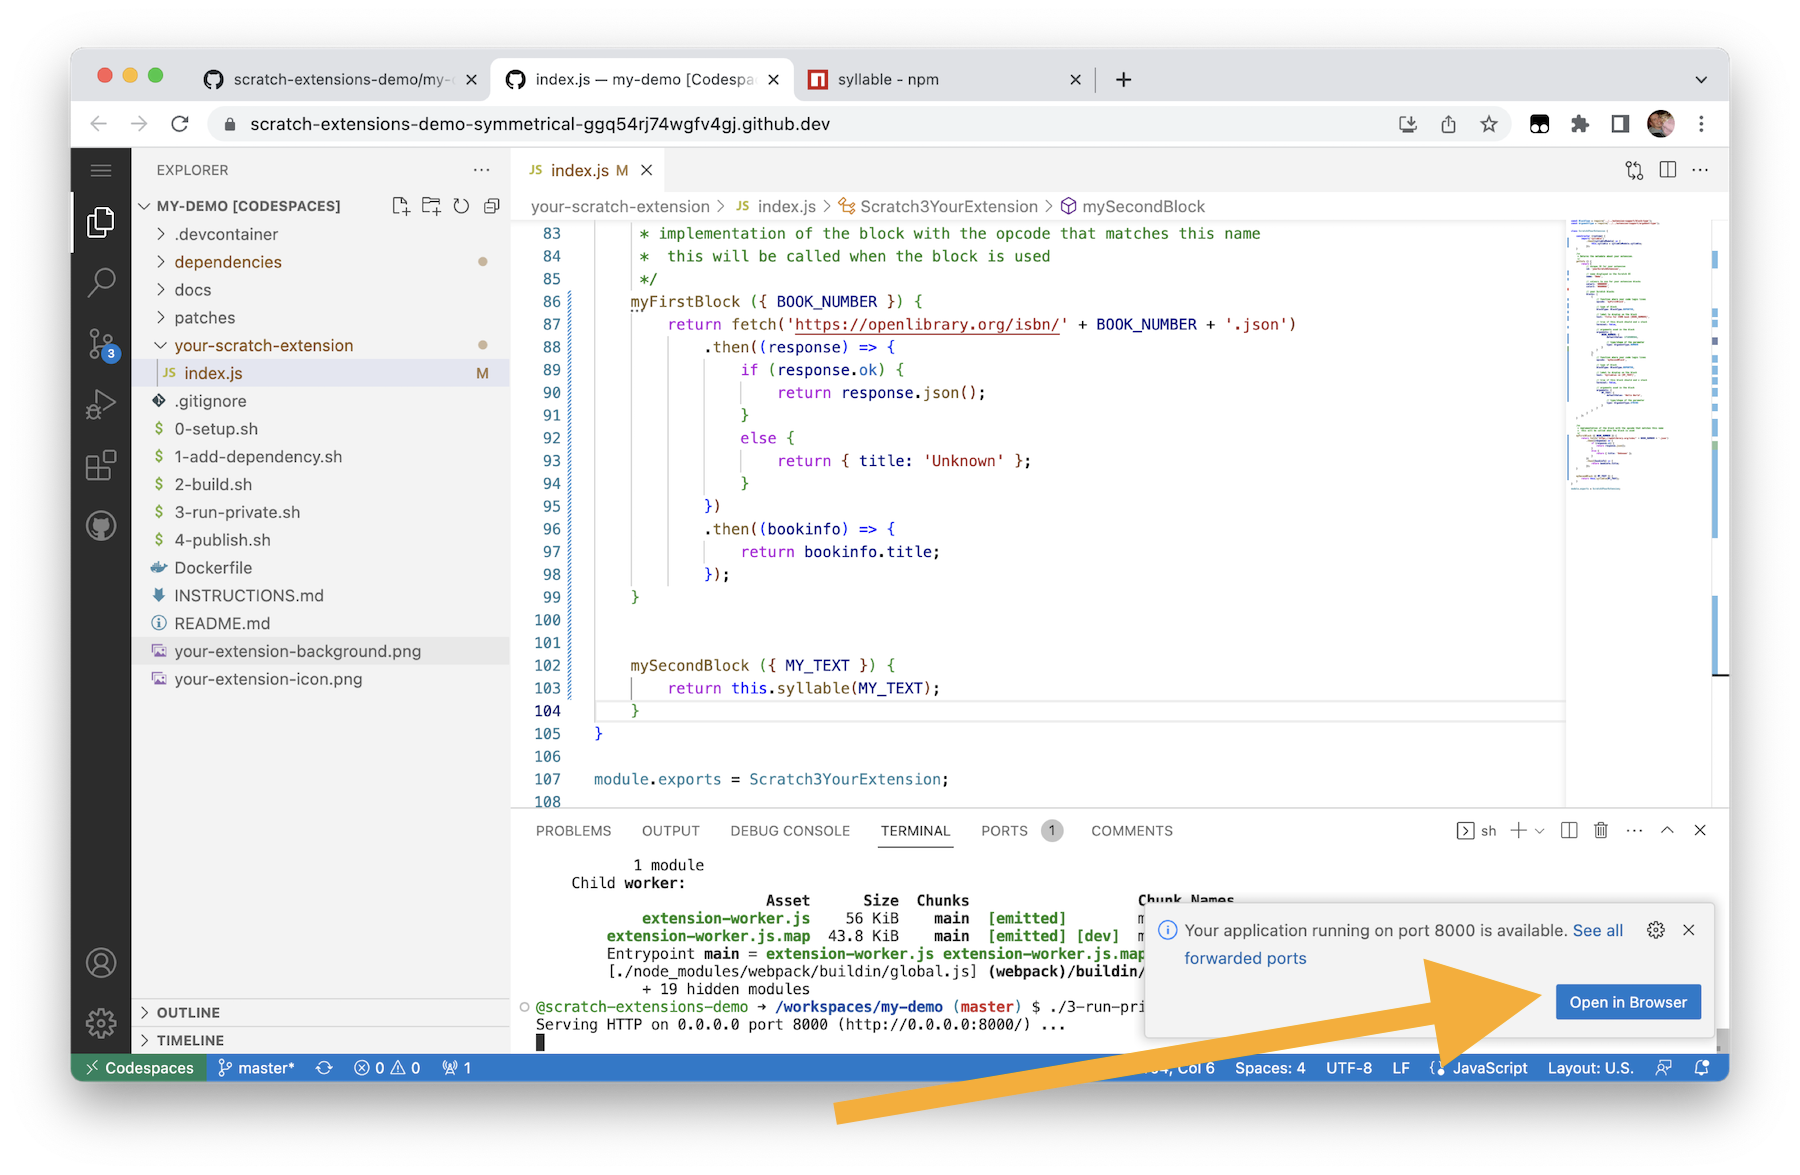 scratch-extensions-demo/my-
index.js — my-demo [Codespa
syllable - npm
scratch-extensions-demo-symmetrical-ggq54rj74wgfv4gj.github.dev
EXPLORER
MY-DEMO [CODESPACES]
.devcontainer
dependencies
docs
patches
your-scratch-extension
JS index.js M
.gitignore
$ 0-setup.sh
$ 1-add-dependency.sh
$ 2-build.sh
$ 3-run-private.sh
$ 4-publish.sh
Dockerfile
INSTRUCTIONS.md
README.md
your-extension-background.png
your-extension-icon.png
OUTLINE
TIMELINE
3
JS index.js M
your-scratch-extension > JS index.js > Scratch3YourExtension > mySecondBlock
83 * implementation of the block with the opcode that matches this name
84 * this will be called when the block is used
85 */
86 myFirstBlock ({ BOOK_NUMBER }) {
87 return fetch('https://openlibrary.org/isbn/' + BOOK_NUMBER + '.json')
88 .then((response) => {
89 if (response.ok) {
90 return response.json();
91 }
92 else {
93 return { title: 'Unknown' };
94 }
95 })
96 .then((bookinfo) => {
97 return bookinfo.title;
98 });
99 }
100
101
102 mySecondBlock ({ MY_TEXT }) {
103 return this.syllable(MY_TEXT);
104 }
105 }
106
107 module.exports = Scratch3YourExtension;
108
PROBLEMS OUTPUT DEBUG CONSOLE TERMINAL PORTS 1 COMMENTS
sh
1 module
Child worker:
Asset Size Chunks Chunk Names
extension-worker.js 56 KiB main [emitted] m
extension-worker.js.map 43.8 KiB main [emitted] [dev] m
Entrypoint main = extension-worker.js extension-worker.js.map
[./node_modules/webpack/buildin/global.js] (webpack)/buildin/
+ 19 hidden modules
@scratch-extensions-demo → /workspaces/my-demo (master) $ ./3-run-pri
Serving HTTP on 0.0.0.0 port 8000 (http://0.0.0.0:8000/) ...
Your application running on port 8000 is available. See all
forwarded ports
Open in Browser
Codespaces master* 0 0 1
Col 6 Spaces: 4 UTF-8 LF JavaScript Layout: U.S.